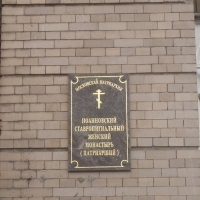 МОСКОВСКИЙ ПАТРИАРХАТ
ИОАННОВСКИЙ
СТАВРОПИГИАЛЬНЫЙ
ЖЕНСКИЙ
МОНАСТЫРЬ
( ПАТРИАРШИЙ )